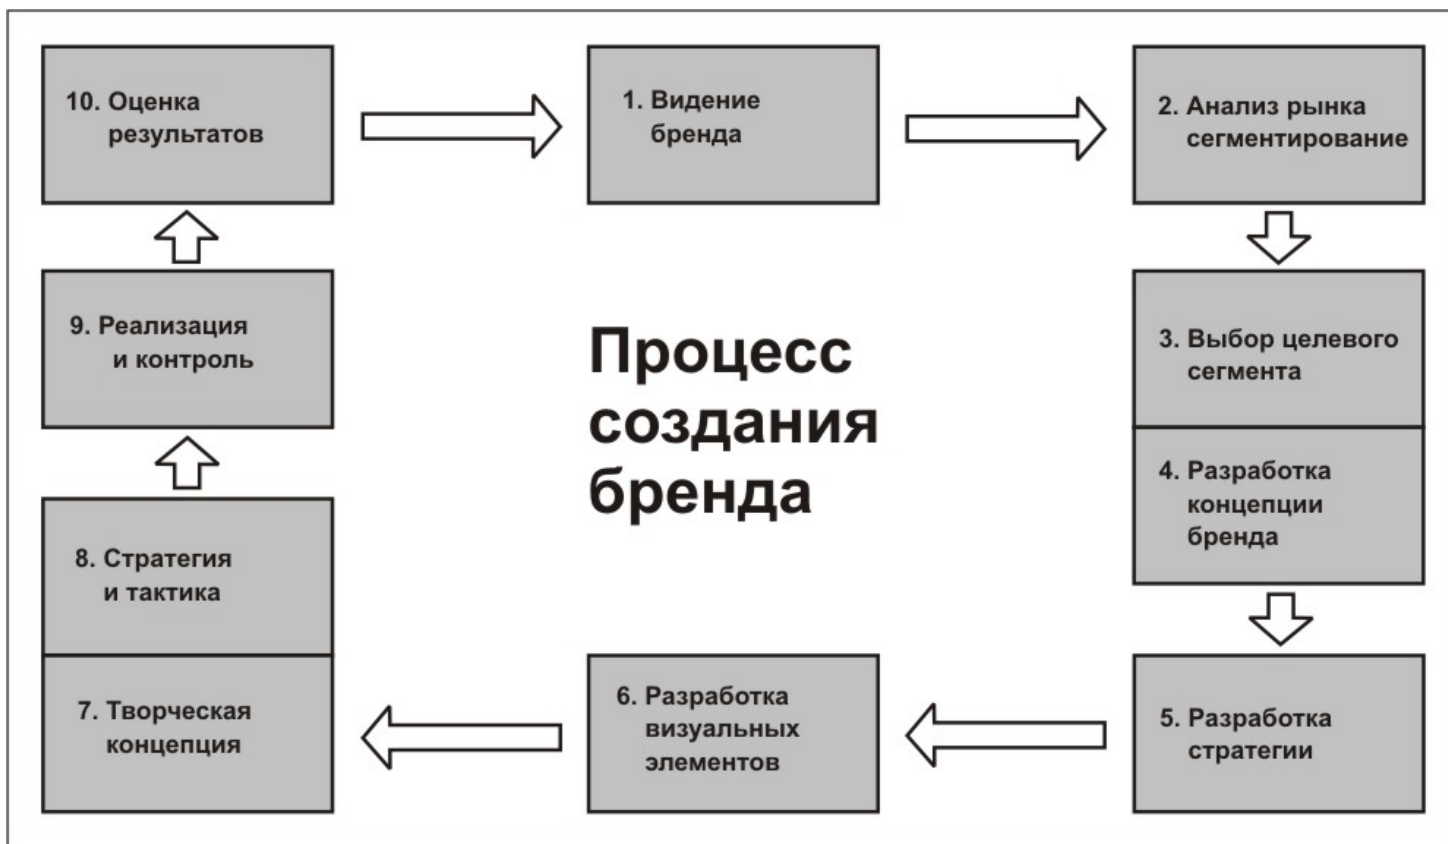 10. Оценка
результатов
1. Видение
бренда
2. Анализ рынка
сегментирование
9. Реализация
и контроль
Процесс
создания
бренда
3. Выбор целевого
сегмента
4. Разработка
концепции
бренда
8. Стратегия
и тактика
7. Творческая
концепция
6. Разработка
визуальных
элементов
5. Разработка
стратегии